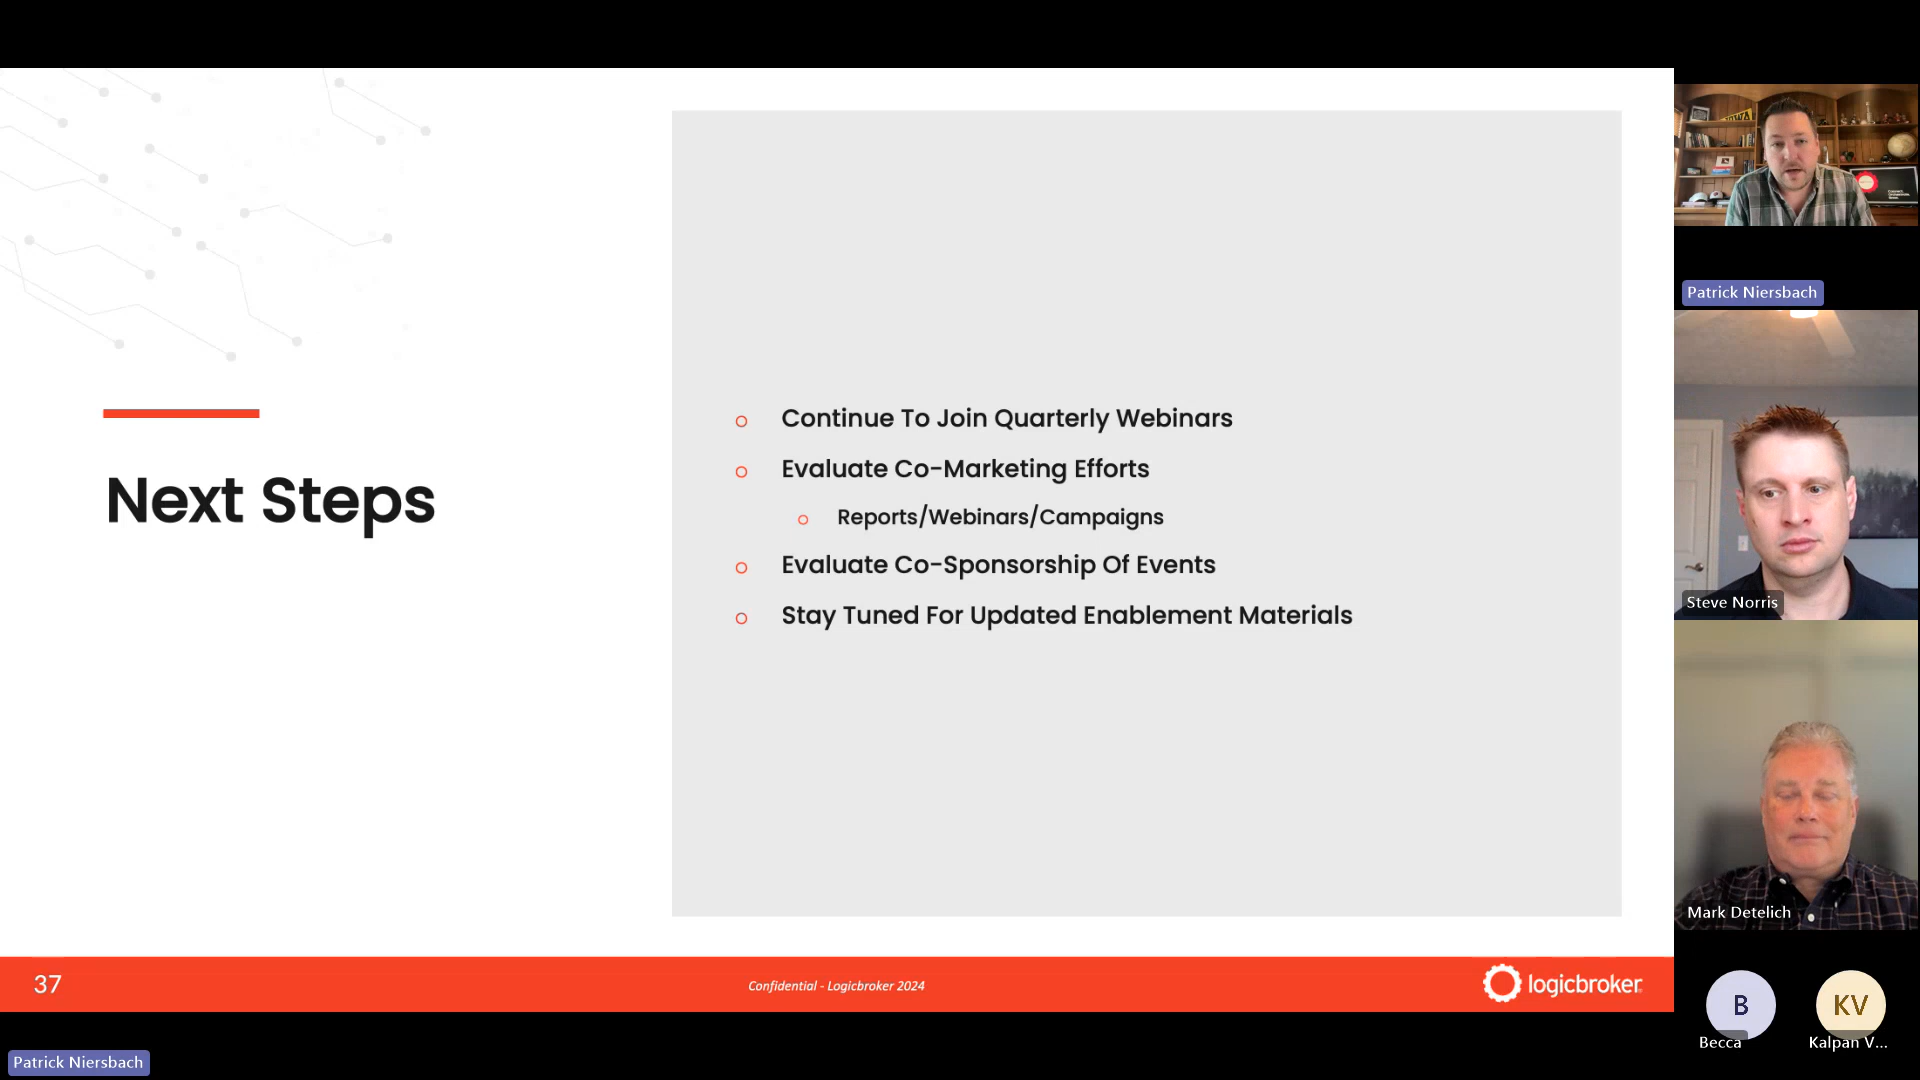 Next Steps
Continue To Join Quarterly Webinars
Evaluate Co-Marketing Efforts
Reports/Webinars/Campaigns
Evaluate Co-Sponsorship Of Events
Stay Tuned For Updated Enablement Materials
37
Confidential - Logicbroker 2024
logicbroker
Patrick Niersbach
Patrick Niersbach
Steve Norris
Mark Detelich
B
Becca
KV
Kalpan V...